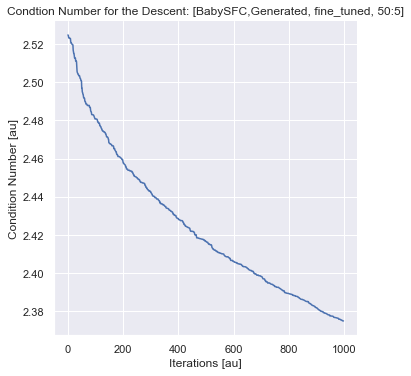 Condtion Number for the Descent: [BabySFC,Generated, fine_tuned, 50:5]
2.52
2.50
2.48
2.46
2.44
2.42
2.40
2.38
Condition Number [au]
0 200 400 600 800 1000
Iterations [au]